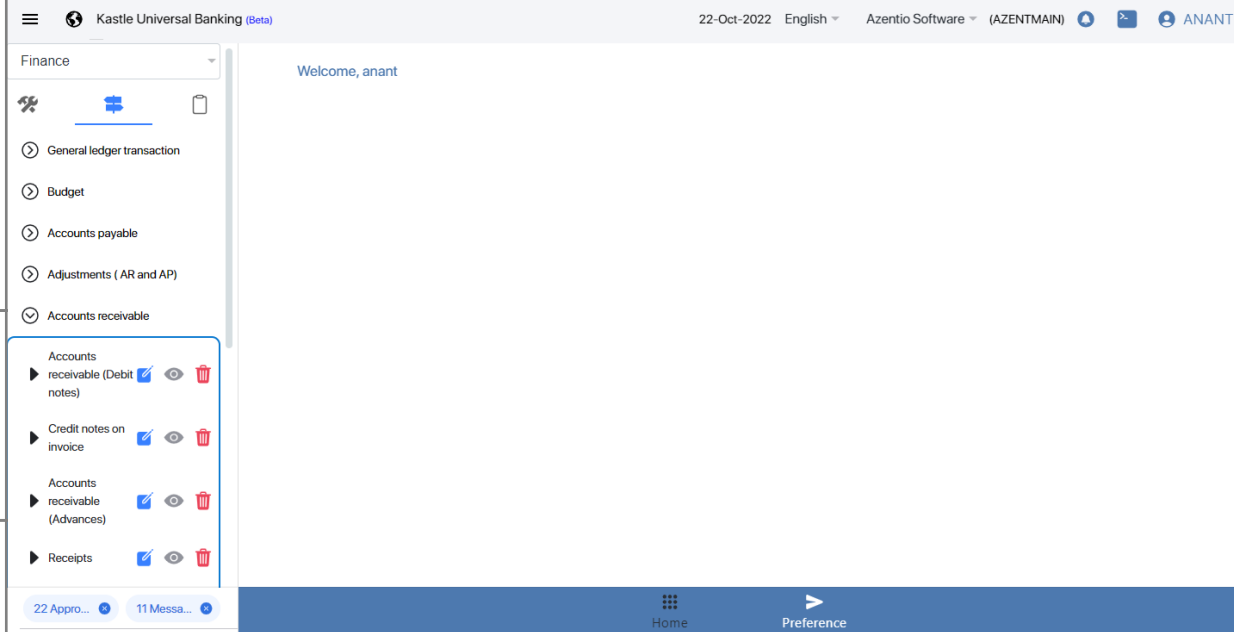 Kastle Universal Banking (Beta)
22-Oct-2022 English Azentio Software (AZENTMAIN) ANANT
Finance
Welcome, anant
General ledger transaction
Budget
Accounts payable
Adjustments ( AR and AP)
Accounts receivable
Accounts
receivable (Debit
notes)
Credit notes on
invoice
Accounts
receivable
(Advances)
Receipts
22 Appro...
11 Messa...
Home
Preference